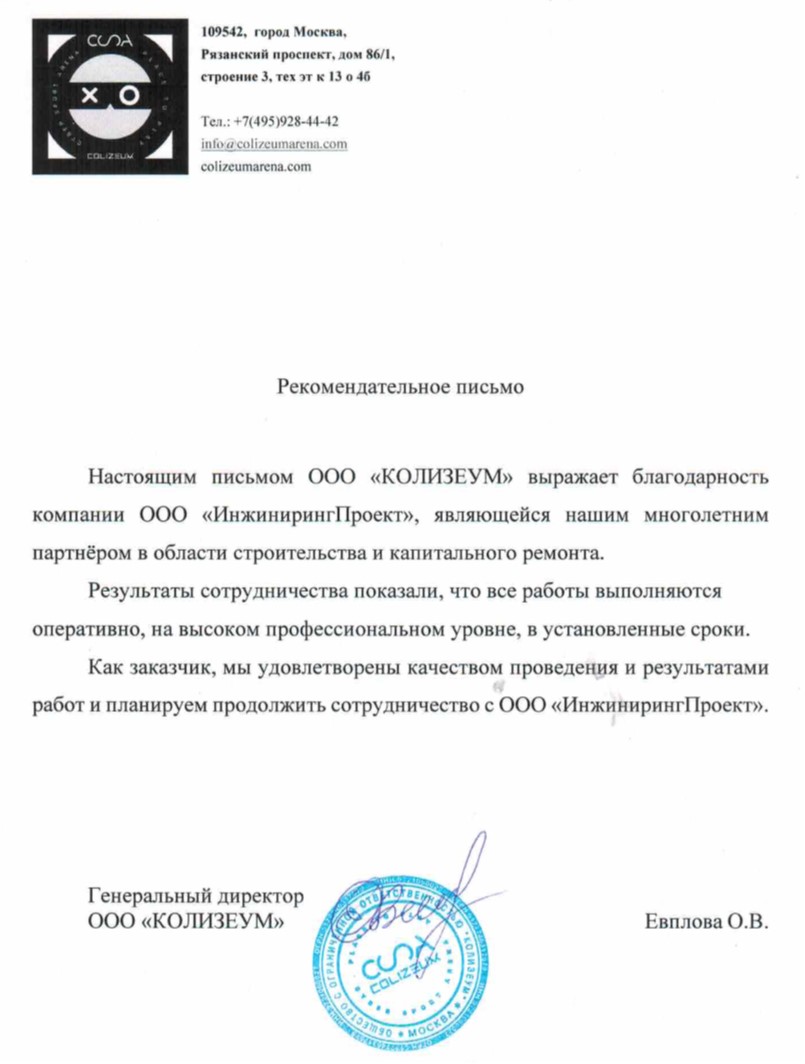 COLIZEUM
109542, город Москва,
Рязанский проспект, дом 86/1,
строение 3, тех эт к 13 о 4б
Тел.: +7(495)928-44-42
info@colizeumarena.com
colizeumarena.com
Рекомендательное письмо
Настоящим письмом ООО «КОЛИЗЕУМ» выражает благодарность
компании ООО «ИнжинирингПроект», являющейся нашим многолетним
партнёром в области строительства и капитального ремонта.
Результаты сотрудничества показали, что все работы выполняются
оперативно, на высоком профессиональном уровне, в установленные сроки.
Как заказчик, мы удовлетворены качеством проведения и результатами
работ и планируем продолжить сотрудничество с ООО «ИнжинирингПроект».
Генеральный директор
ООО «КОЛИЗЕУМ»
Евплова О.В.
ОБЩЕСТВО С ОГРАНИЧЕННОЙ ОТВЕТСТВЕННОСТЬЮ "КОЛИЗЕУМ"
МОСКВА
COLIZEUM
CYBER SPORT ARENA